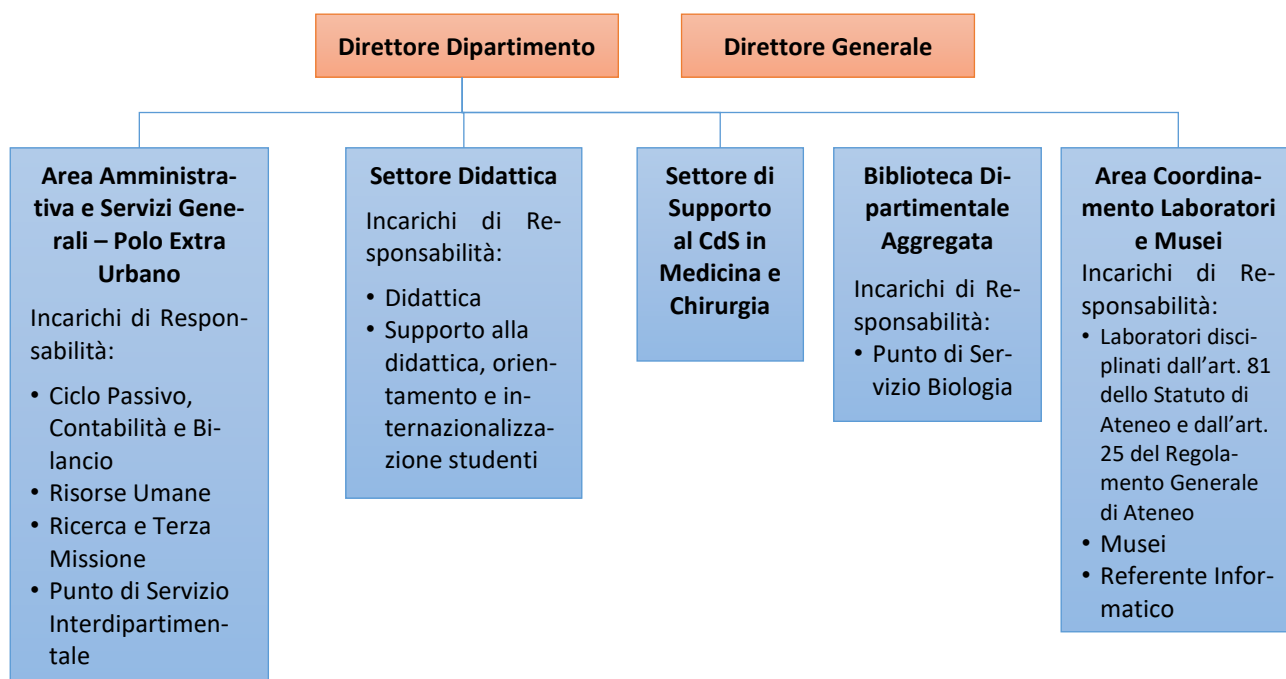 Direttore Dipartimento
Direttore Generale
Area Amministra-
tiva e Servizi Gene-
rali – Polo Extra
Urbano
Incarichi di Respon-
sabilità:
• Ciclo Passivo,
Contabilità e Bi-
lancio
• Risorse Umane
• Ricerca e Terza
Missione
• Punto di Servizio
Interdipartimen-
tale
Settore Didattica
Incarichi di Re-
sponsabilità:
• Didattica
• Supporto alla
didattica, orien-
tamento e in-
ternazionalizza-
zione studenti
Settore di
Supporto
al CdS in
Medicina e
Chirurgia
Biblioteca Di-
partimentale
Aggregata
Incarichi di Re-
sponsabilità:
• Punto di Ser-
vizio Biologia
Area Coordina-
mento Laboratori
e Musei
Incarichi di Re-
sponsabilità:
• Laboratori disci-
plinati dall’art. 81
dello Statuto di
Ateneo e dall’art.
25 del Regola-
mento Generale
di Ateneo
• Musei
• Referente Infor-
matico